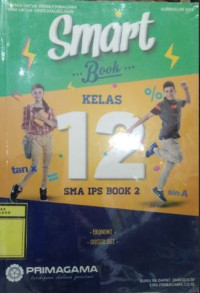 Smart
Book
KELAS
12
SMA IPS BOOK 2
%
tan x
sin A
- EKONOMI
- SOSIOLOGI
PRIMAGAMA